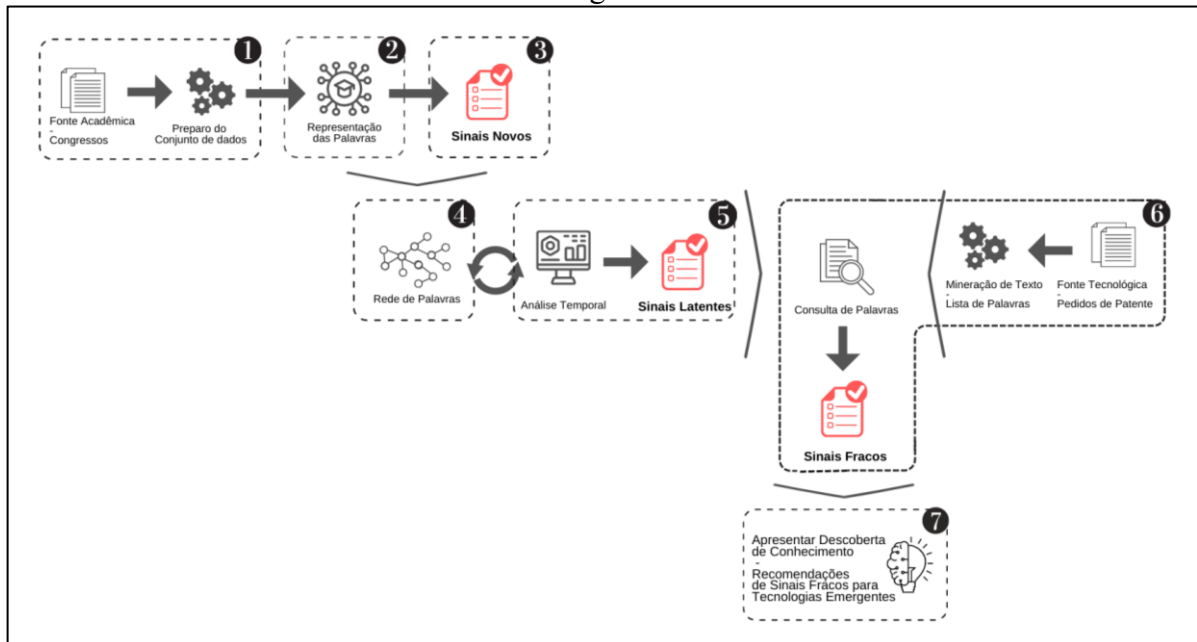 g
1
2
3
Fonte Acadêmica
-
Congressos
Preparo do
Conjunto de dados
Representação
das Palavras
Sinais Novos
4
5
6
Rede de Palavras
Análise Temporal
Sinais Latentes
Consulta de Palavras
Mineração de Texto
-
Lista de Palavras
Fonte Tecnológica
-
Pedidos de Patente
Sinais Fracos
7
Apresentar Descoberta
de Conhecimento
-
Recomendações
de Sinais Fracos para
Tecnologias Emergentes